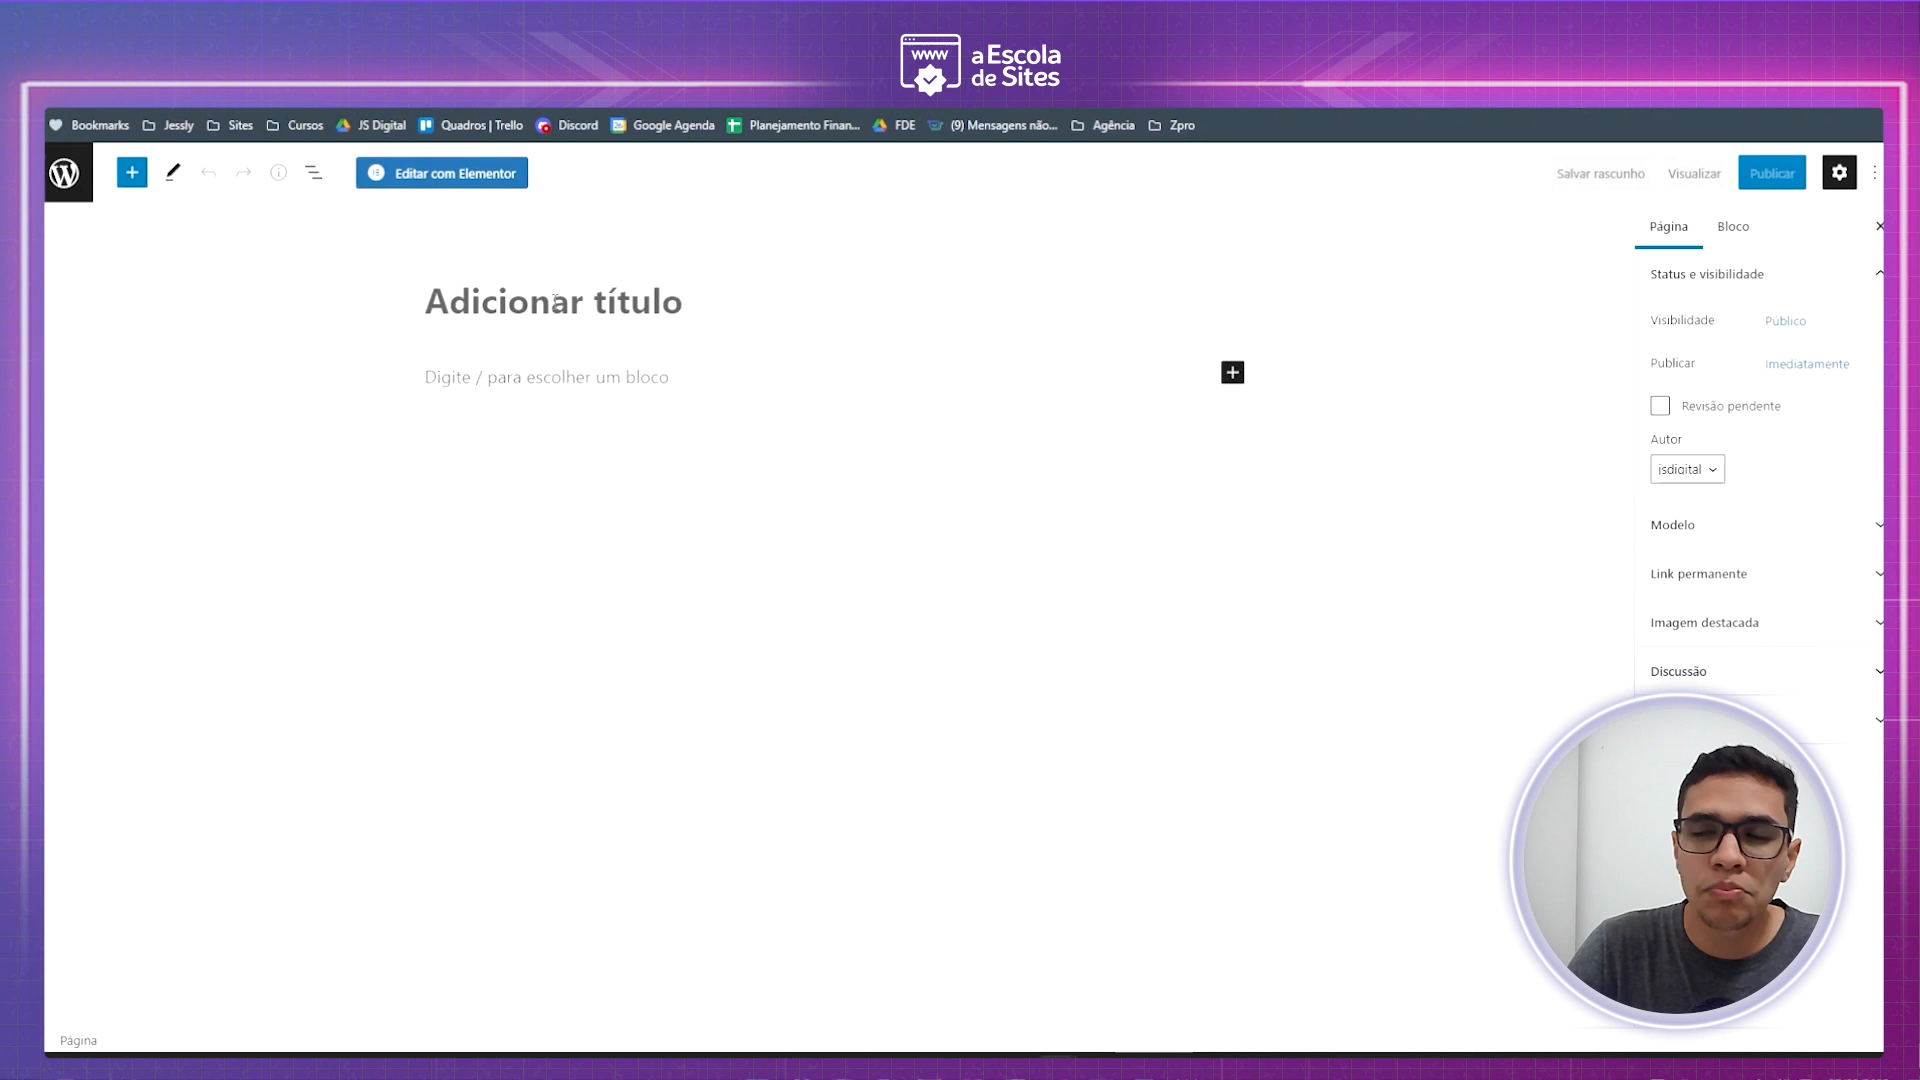 www
a Escola
de Sites
Bookmarks Jessly Sites Cursos JS Digital Quadros | Trello Discord Google Agenda Planejamento Finan... FDE (9) Mensagens não... Agência Zpro
Editar com Elementor Salvar rascunho Visualizar Publicar
Página Bloco
Status e visibilidade
Adicionar título
Visibilidade Público
Publicar Imediatamente
Digite / para escolher um bloco
Revisão pendente
Autor
jsdigital
Modelo
Link permanente
Imagem destacada
Discussão
Página